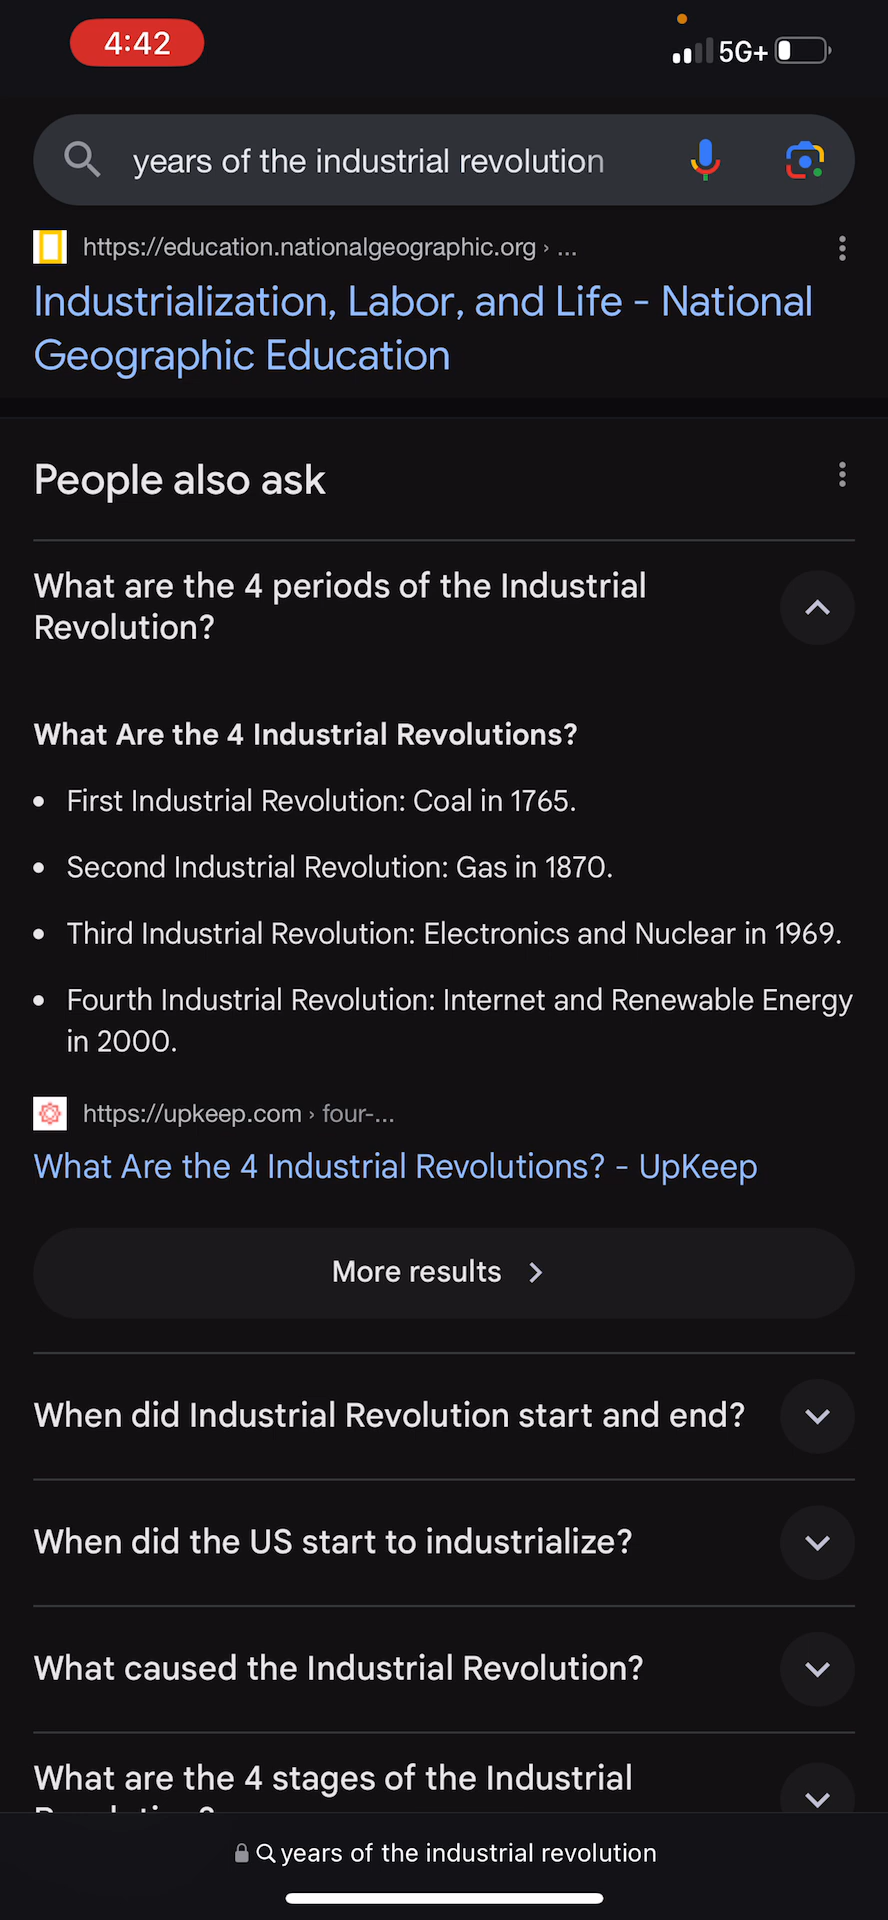 4:42
5G+
years of the industrial revolution
https://education.nationalgeographic.org › ...
Industrialization, Labor, and Life - National
Geographic Education
People also ask
What are the 4 periods of the Industrial
Revolution?
What Are the 4 Industrial Revolutions?
• First Industrial Revolution: Coal in 1765.
• Second Industrial Revolution: Gas in 1870.
• Third Industrial Revolution: Electronics and Nuclear in 1969.
• Fourth Industrial Revolution: Internet and Renewable Energy
in 2000.
https://upkeep.com › four-...
What Are the 4 Industrial Revolutions? - UpKeep
More results
When did Industrial Revolution start and end?
When did the US start to industrialize?
What caused the Industrial Revolution?
What are the 4 stages of the Industrial
years of the industrial revolution